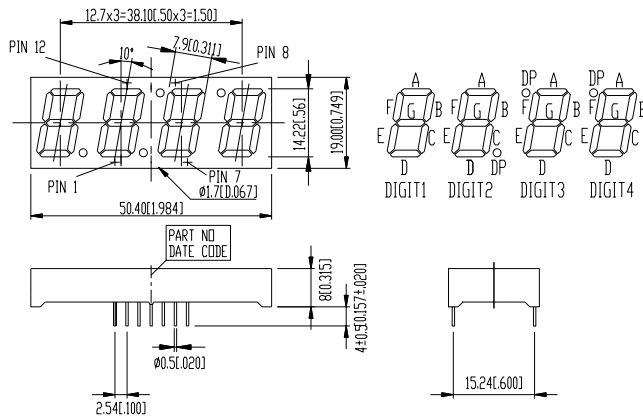 12.7x3=38.10[.50x3=1.50]
PIN 12
10°
7.9[0.311]
PIN 8
14.22[.56]
19.00[0.749]
PIN 1
PIN 7
ø1.7[0.067]
50.40[1.984]
A
F G B
E C
D
DIGIT1
A
F G B
E C
D DP
DIGIT2
DP A
F G B
E C
D
DIGIT3
DP A
F G B
E C
D
DIGIT4
PART NO
DATE CODE
8[0.315]
4±0.5[0.157±.020]
ø0.5[.020]
2.54[.100]
15.24[.600]